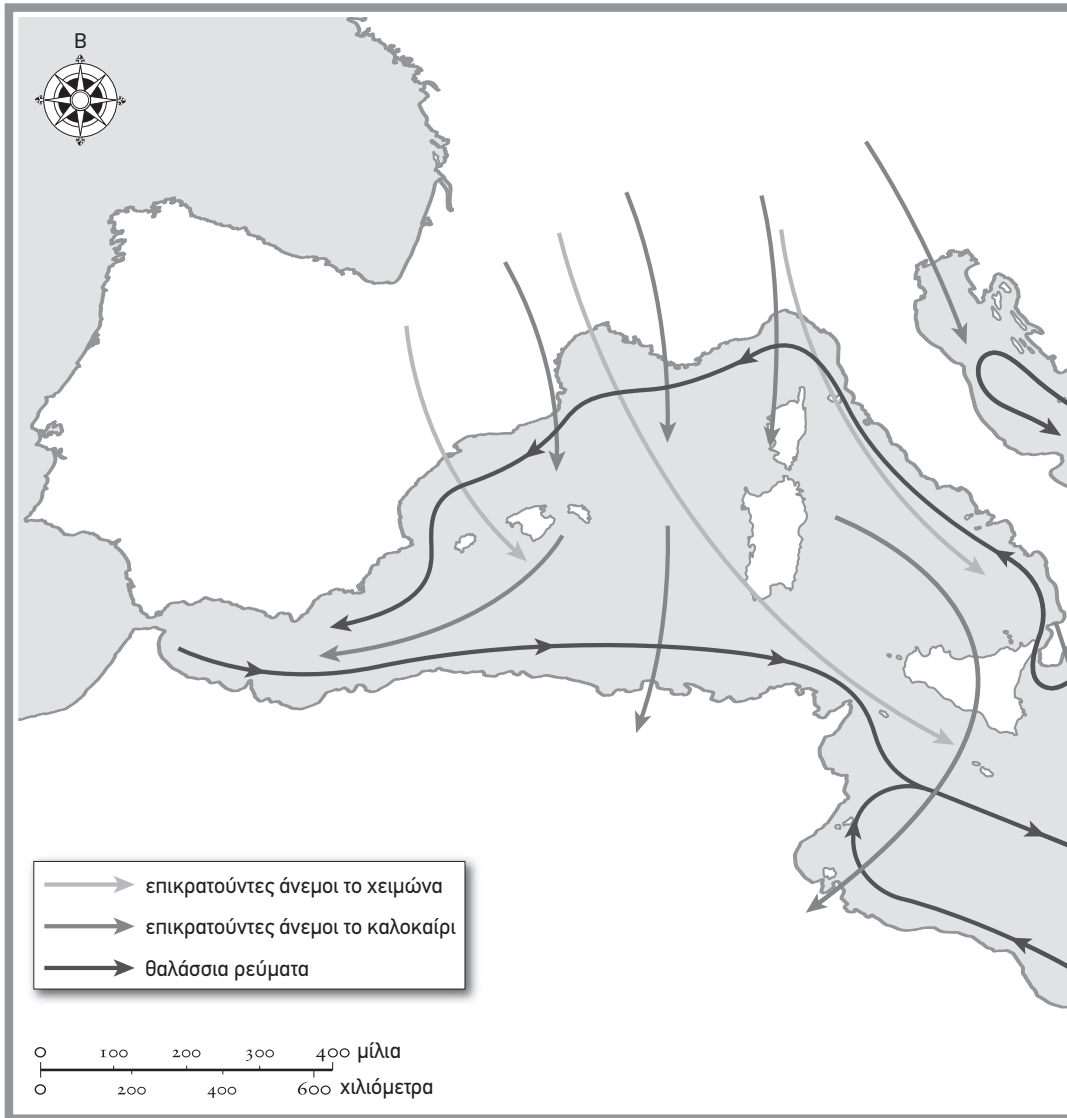 Β
επικρατούντες άνεμοι το χειμώνα
επικρατούντες άνεμοι το καλοκαίρι
θαλάσσια ρεύματα
0 100 200 300 400 μίλια
0 200 400 600 χιλιόμετρα